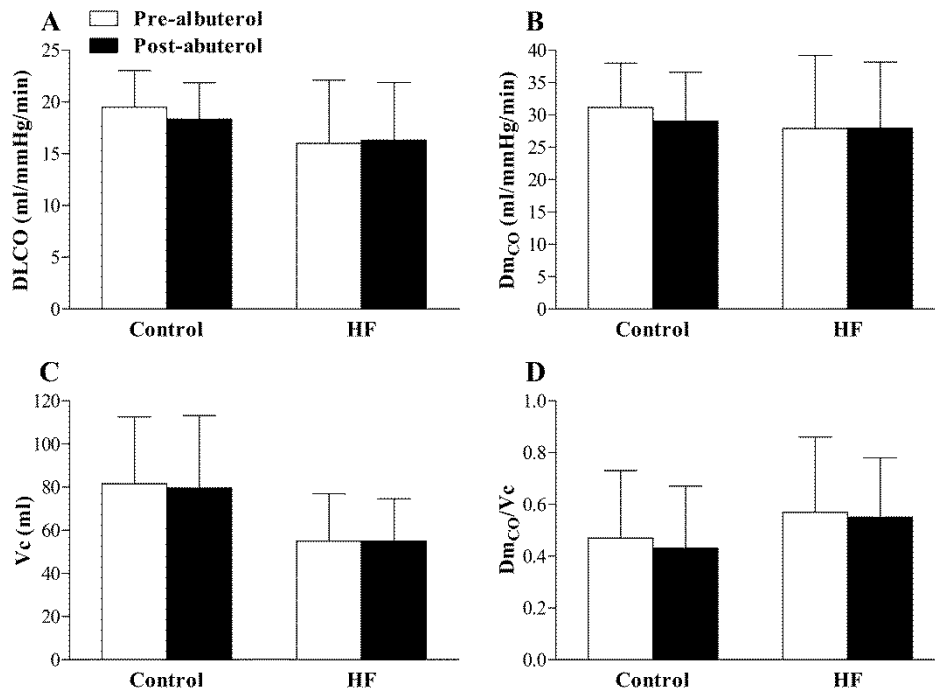 A
Pre-albuterol
Post-abuterol
DLCO (ml/mmHg/min)
25
20
15
10
5
0
Control HF
B
Dm_CO (ml/mmHg/min)
40
35
30
25
20
15
10
5
0
Control HF
C
Vc (ml)
120
100
80
60
40
20
0
Control HF
D
Dm_CO/Vc
1.0
0.8
0.6
0.4
0.2
0.0
Control HF